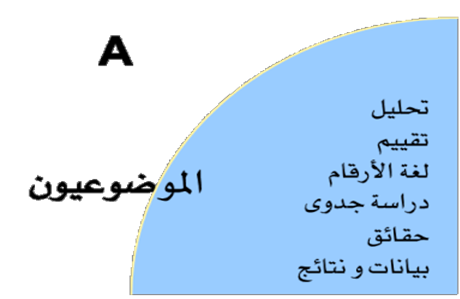 A
الموضوعيون
تحليل
تقييم
لغة الأرقام
دراسة جدوى
حقائق
بيانات و نتائج